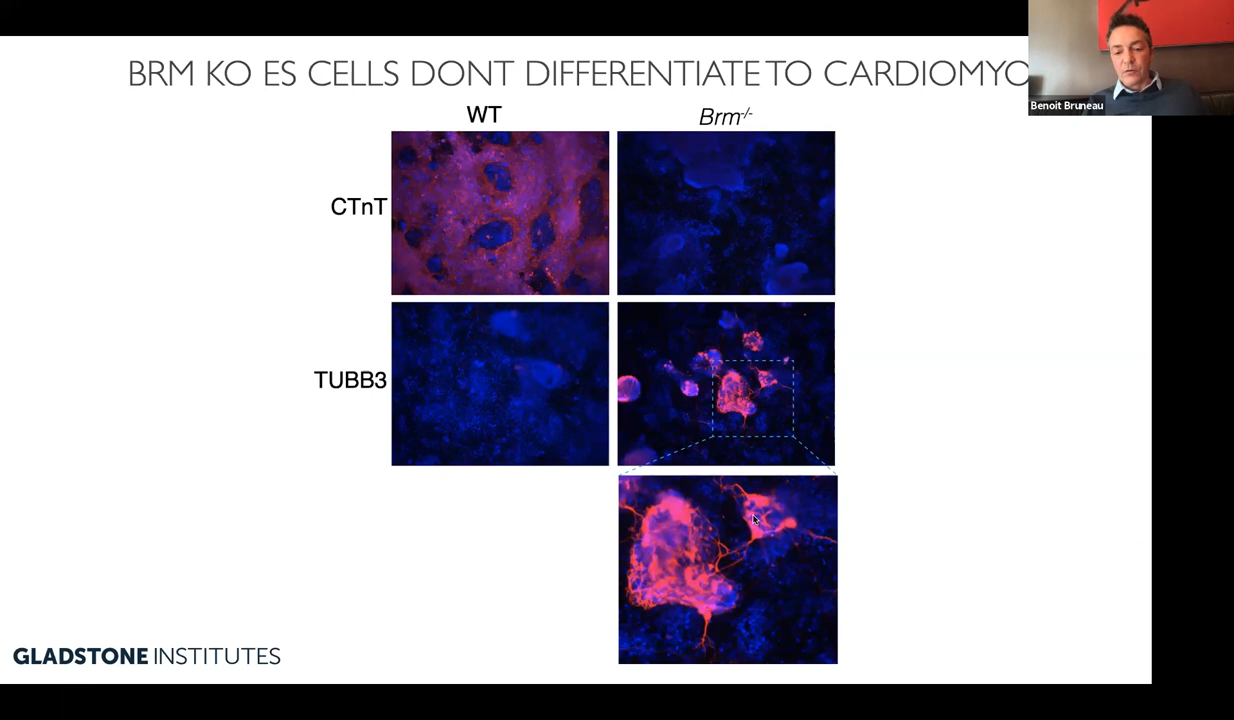 BRM KO ES CELLS DONT DIFFERENTIATE TO CARDIOMYO
Benoit Bruneau
WT
Brm-/-
CTnT
TUBB3
GLADSTONE INSTITUTES